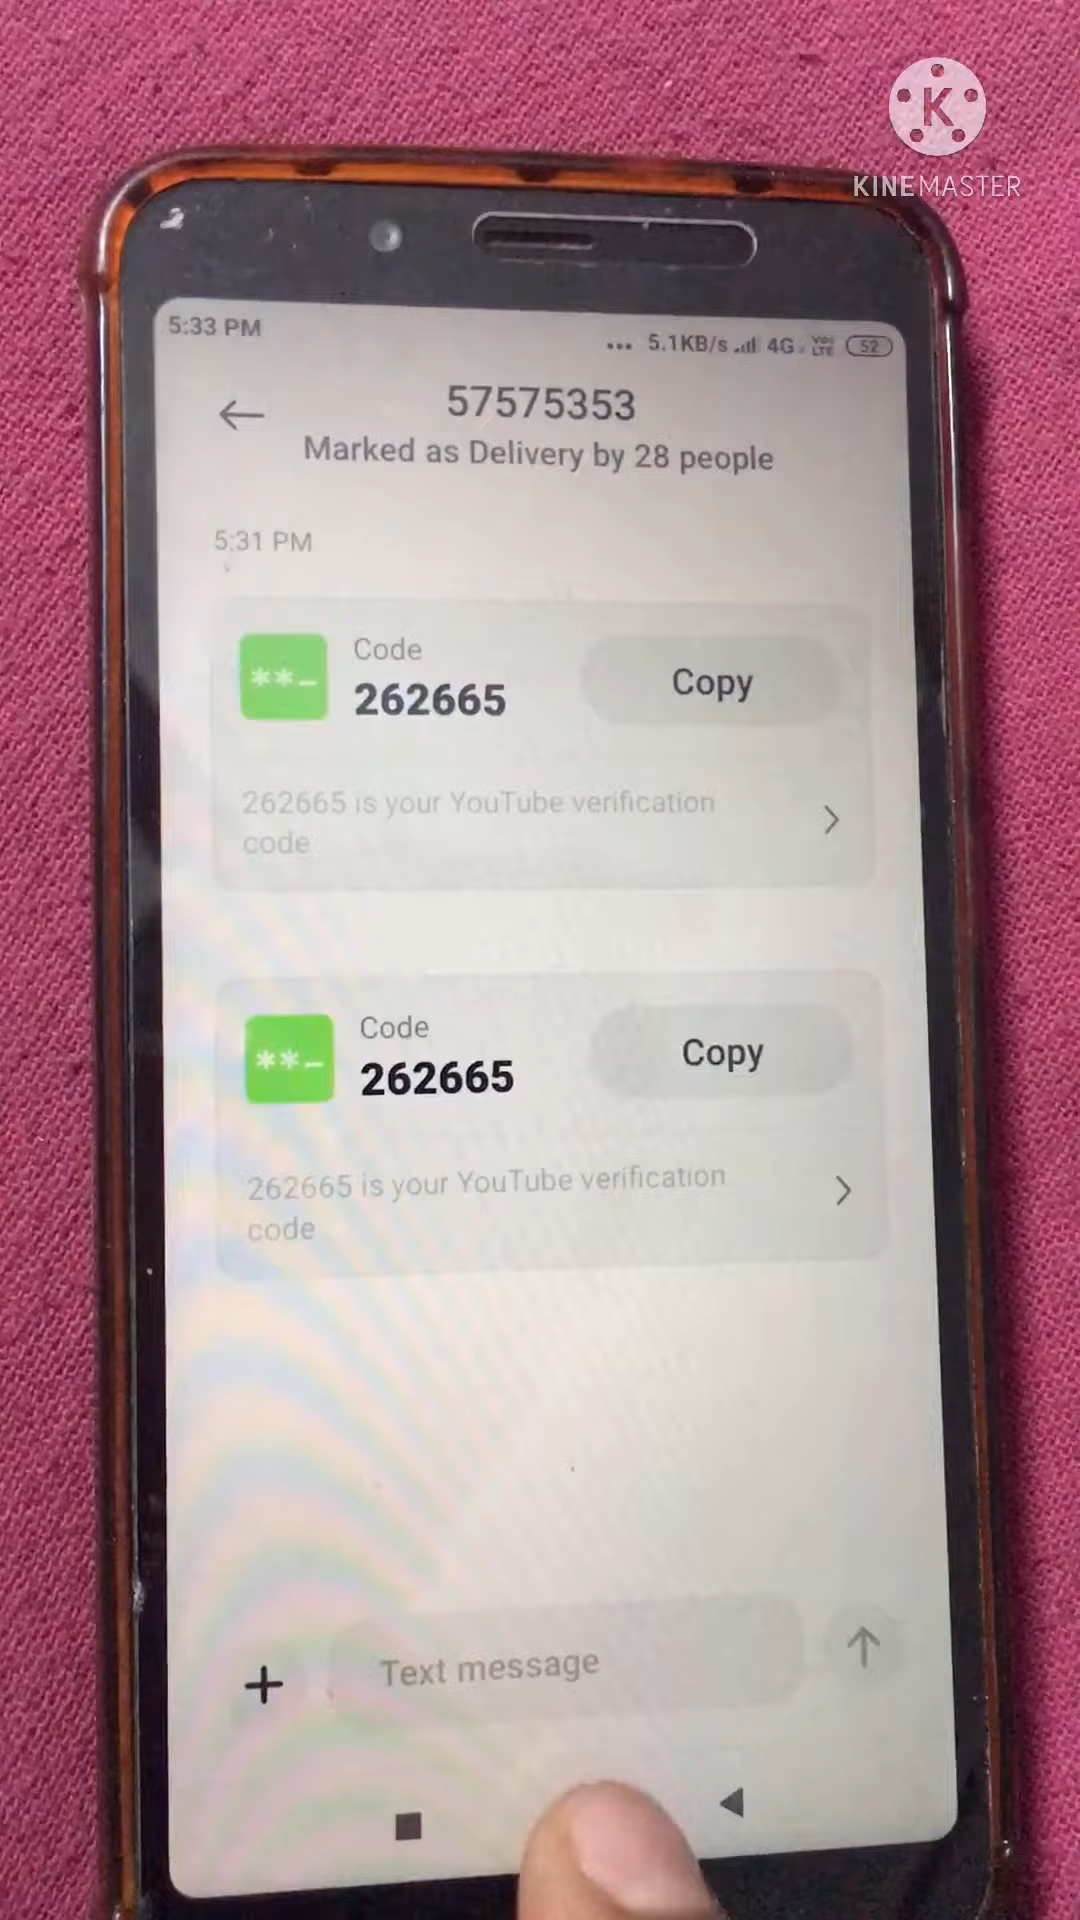 K
KINEMASTER
5:33 PM
... 5.1KB/s 4G VoLTE 52
57575353
Marked as Delivery by 28 people
5:31 PM
**_
Code
262665
Copy
262665 is your YouTube verification
code
**_
Code
262665
Copy
262665 is your YouTube verification
code
Text message